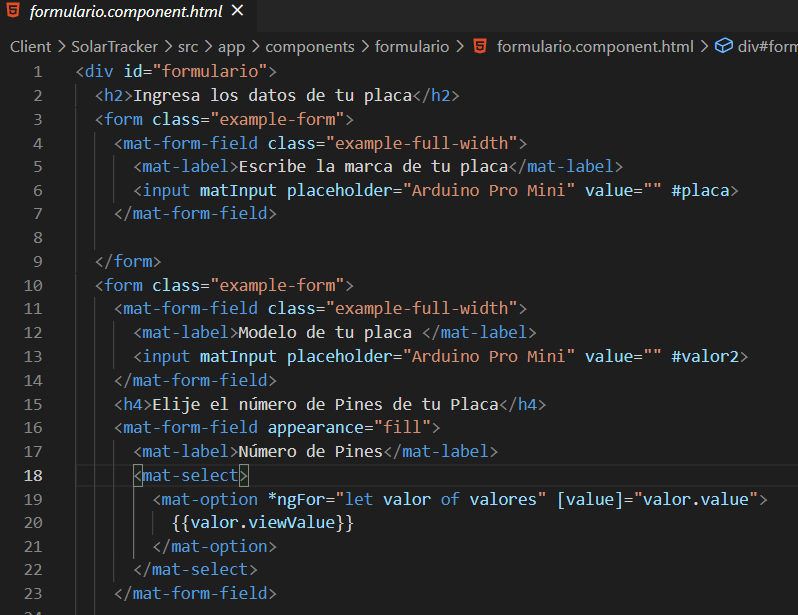 formulario.component.html ×
Client > SolarTracker > src > app > components > formulario > formulario.component.html > div#form
1 <div id="formulario">
2 <h2>Ingresa los datos de tu placa</h2>
3 <form class="example-form">
4 <mat-form-field class="example-full-width">
5 <mat-label>Escribe la marca de tu placa</mat-label>
6 <input matInput placeholder="Arduino Pro Mini" value="" #placa>
7 </mat-form-field>
8
9 </form>
10 <form class="example-form">
11 <mat-form-field class="example-full-width">
12 <mat-label>Modelo de tu placa </mat-label>
13 <input matInput placeholder="Arduino Pro Mini" value="" #valor2>
14 </mat-form-field>
15 <h4>Elije el número de Pines de tu Placa</h4>
16 <mat-form-field appearance="fill">
17 <mat-label>Número de Pines</mat-label>
18 <mat-select>
19 <mat-option *ngFor="let valor of valores" [value]="valor.value">
20 {{valor.viewValue}}
21 </mat-option>
22 </mat-select>
23 </mat-form-field>